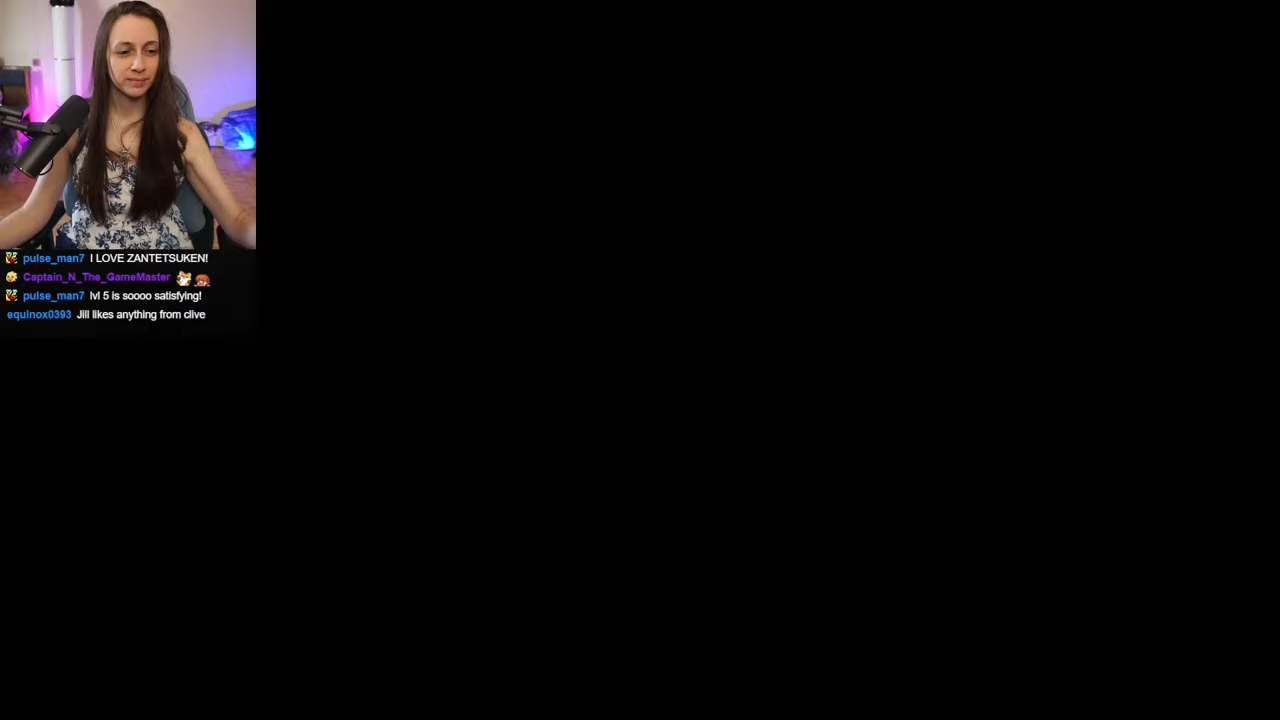 pulse_man7 I LOVE ZANTETSUKEN!
Captain_N_The_GameMaster
pulse_man7 lvl 5 is soooo satisfying!
equinox0393 Jill likes anything from clive